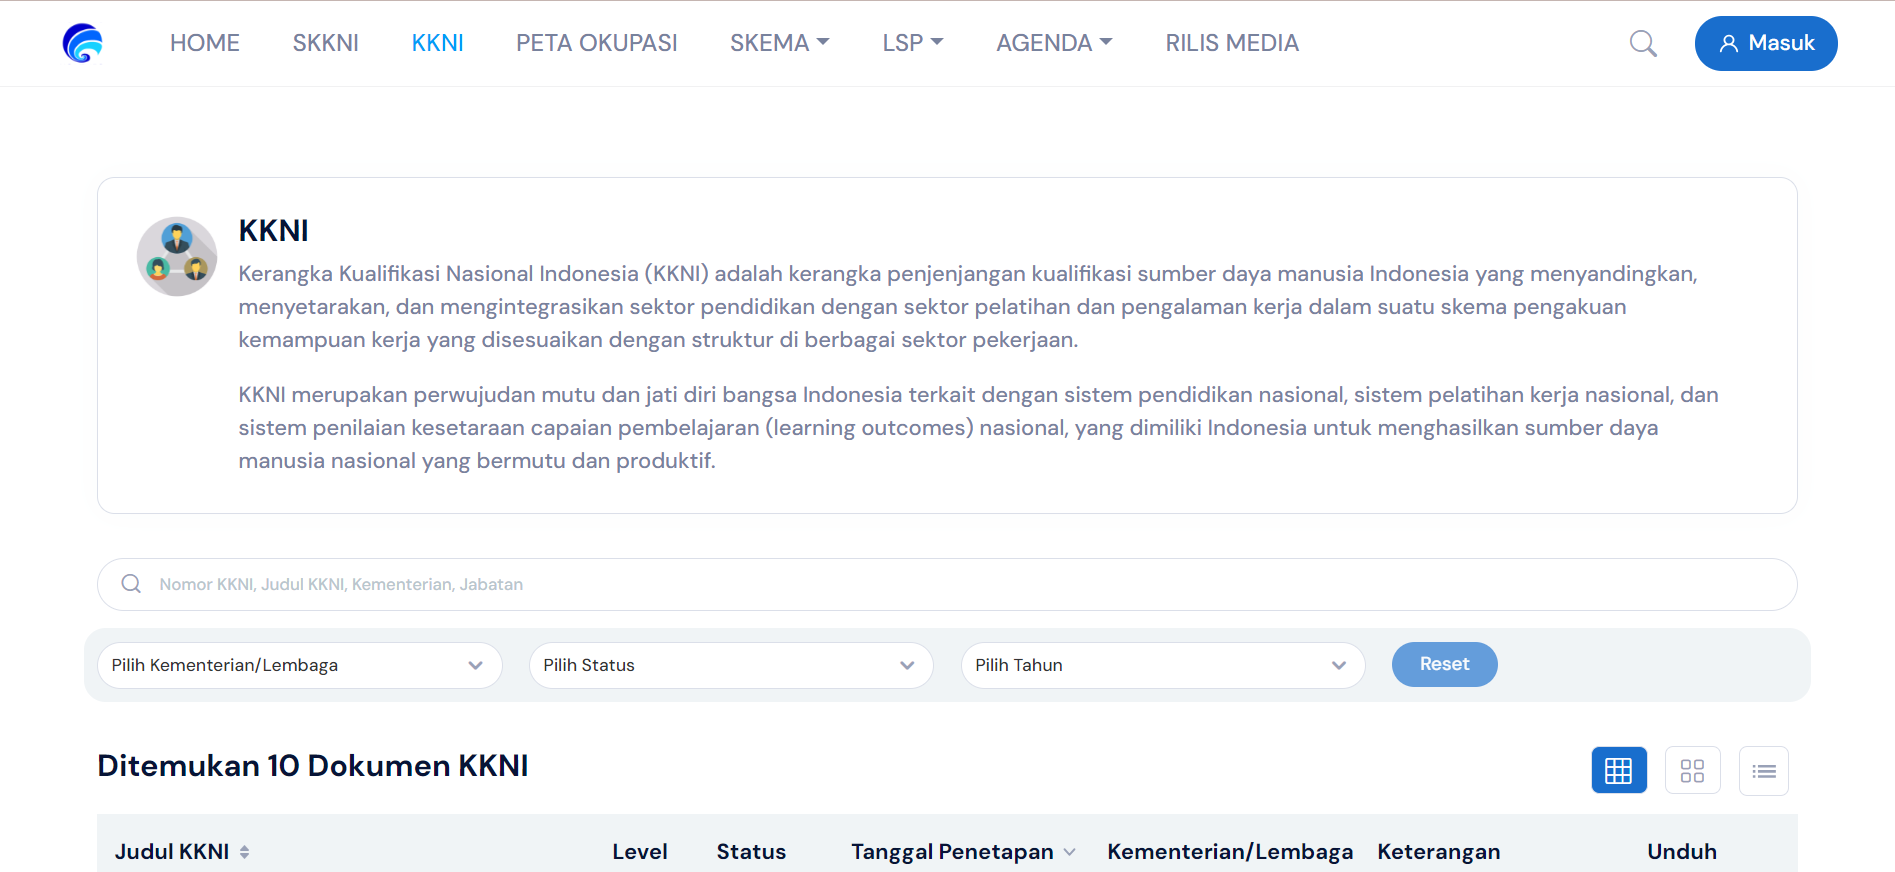 HOME SKKNI KKNI PETA OKUPASI SKEMA LSP AGENDA RILIS MEDIA Masuk
KKNI
Kerangka Kualifikasi Nasional Indonesia (KKNI) adalah kerangka penjenjangan kualifikasi sumber daya manusia Indonesia yang menyandingkan,
menyetarakan, dan mengintegrasikan sektor pendidikan dengan sektor pelatihan dan pengalaman kerja dalam suatu skema pengakuan
kemampuan kerja yang disesuaikan dengan struktur di berbagai sektor pekerjaan.
KKNI merupakan perwujudan mutu dan jati diri bangsa Indonesia terkait dengan sistem pendidikan nasional, sistem pelatihan kerja nasional, dan
sistem penilaian kesetaraan capaian pembelajaran (learning outcomes) nasional, yang dimiliki Indonesia untuk menghasilkan sumber daya
manusia nasional yang bermutu dan produktif.
Nomor KKNI, Judul KKNI, Kementerian, Jabatan
Pilih Kementerian/Lembaga Pilih Status Pilih Tahun Reset
Ditemukan 10 Dokumen KKNI
Judul KKNI Level Status Tanggal Penetapan Kementerian/Lembaga Keterangan Unduh